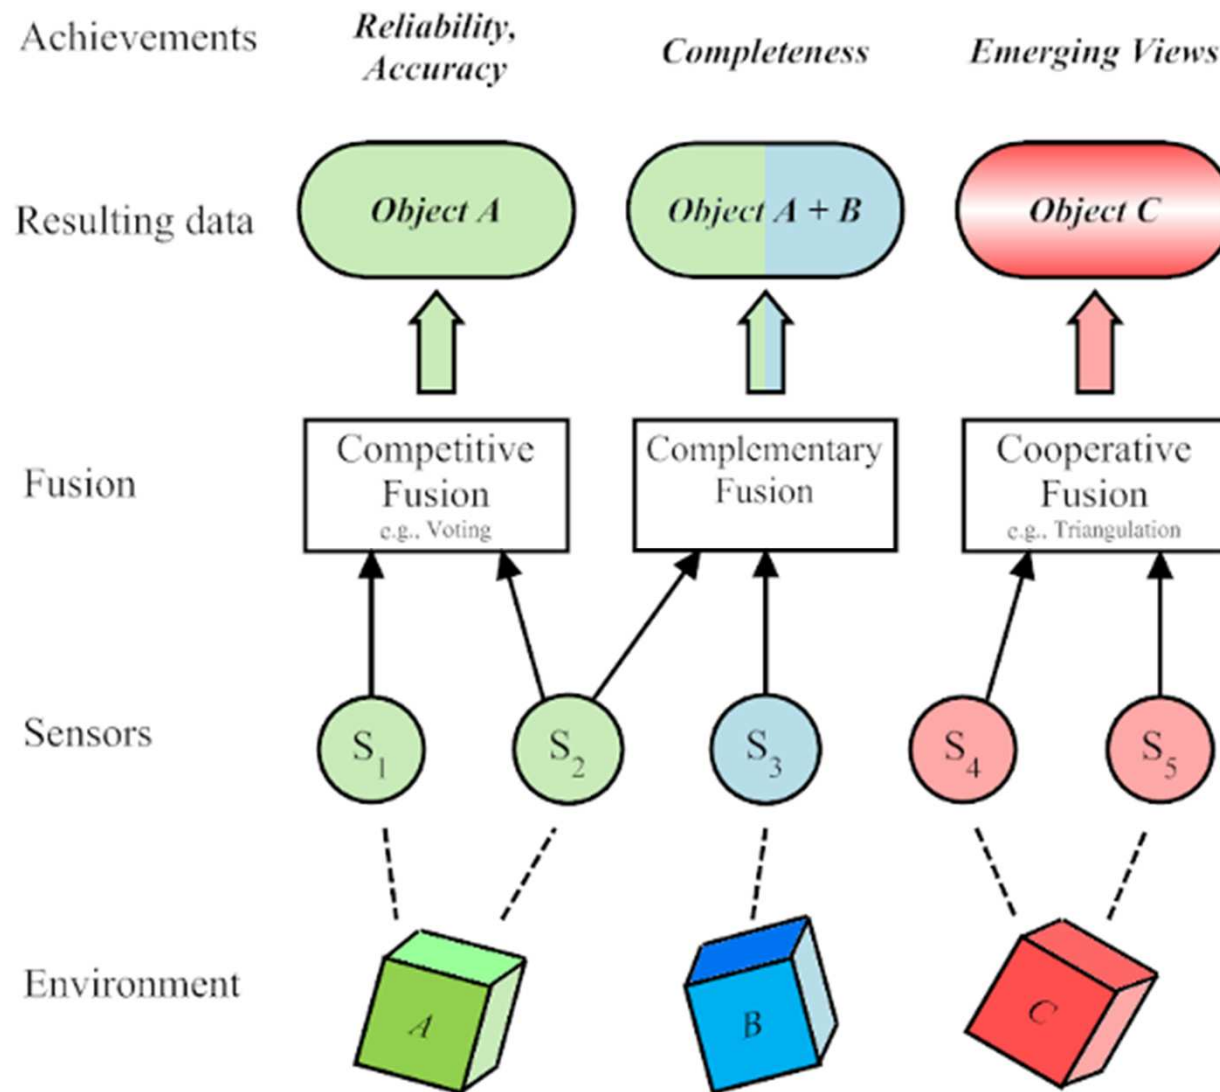 Achievements
Reliability,
Accuracy
Completeness
Emerging Views
Resulting data
Object A
Object A + B
Object C
Fusion
Competitive
Fusion
e.g., Voting
Complementary
Fusion
Cooperative
Fusion
e.g., Triangulation
Sensors
S1
S2
S3
S4
S5
Environment
A
B
C